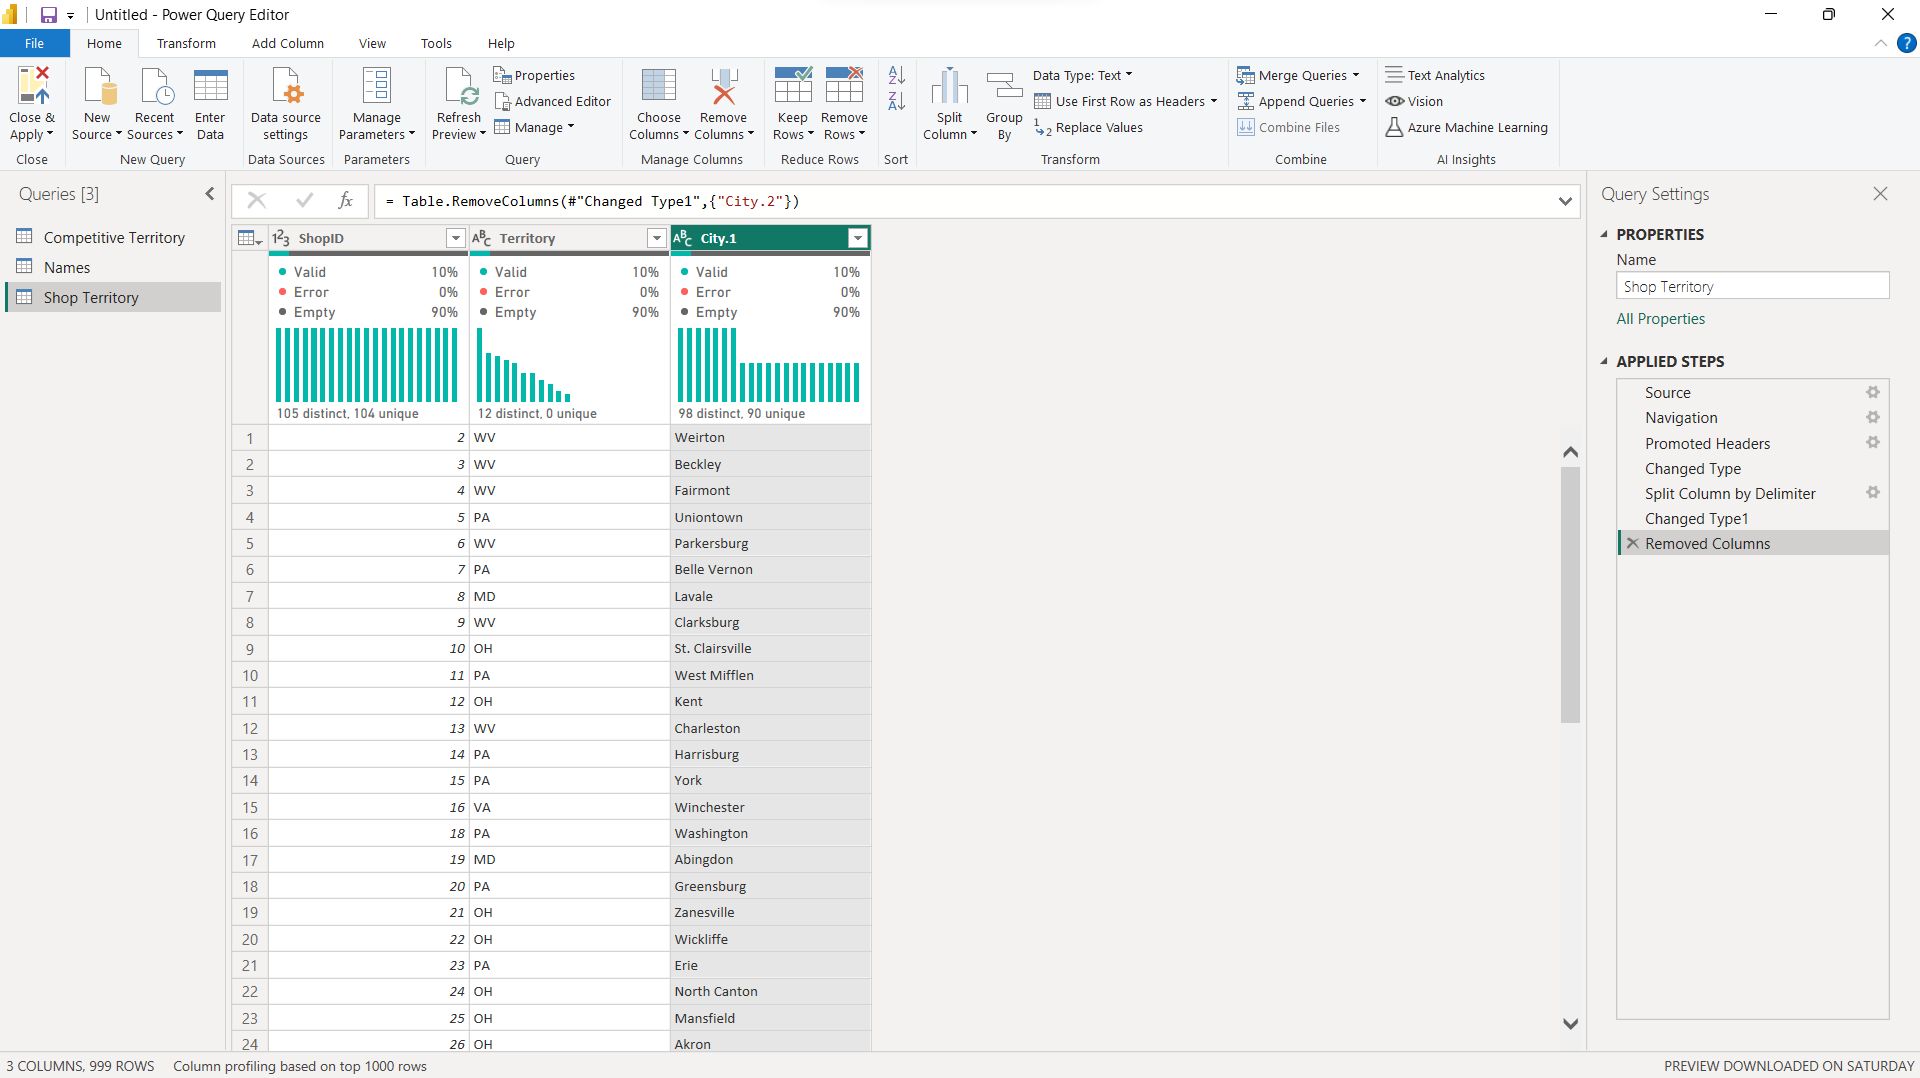 Untitled - Power Query Editor
File Home Transform Add Column View Tools Help
Close & Apply
Close
New Source
Recent Sources
Enter Data
New Query
Data source settings
Data Sources
Manage Parameters
Parameters
Refresh Preview
Properties
Advanced Editor
Manage
Query
Choose Columns
Remove Columns
Manage Columns
Keep Rows
Remove Rows
Reduce Rows
Sort
Split Column
Group By
Data Type: Text
Use First Row as Headers
Replace Values
Transform
Merge Queries
Append Queries
Combine Files
Combine
Text Analytics
Vision
Azure Machine Learning
AI Insights
Queries [3]
Competitive Territory
Names
Shop Territory
fx = Table.RemoveColumns(#"Changed Type1",{"City.2"})
ShopID Territory City.1
Valid 10% Valid 10% Valid 10%
Error 0% Error 0% Error 0%
Empty 90% Empty 90% Empty 90%
105 distinct, 104 unique 12 distinct, 0 unique 98 distinct, 90 unique
1 2 WV Weirton
2 3 WV Beckley
3 4 WV Fairmont
4 5 PA Uniontown
5 6 WV Parkersburg
6 7 PA Belle Vernon
7 8 MD Lavale
8 9 WV Clarksburg
9 10 OH St. Clairsville
10 11 PA West Mifflen
11 12 OH Kent
12 13 WV Charleston
13 14 PA Harrisburg
14 15 PA York
15 16 VA Winchester
16 18 PA Washington
17 19 MD Abingdon
18 20 PA Greensburg
19 21 OH Zanesville
20 22 OH Wickliffe
21 23 PA Erie
22 24 OH North Canton
23 25 OH Mansfield
24 26 OH Akron
Query Settings
PROPERTIES
Name
Shop Territory
All Properties
APPLIED STEPS
Source
Navigation
Promoted Headers
Changed Type
Split Column by Delimiter
Changed Type1
Removed Columns
3 COLUMNS, 999 ROWS Column profiling based on top 1000 rows PREVIEW DOWNLOADED ON SATURDAY